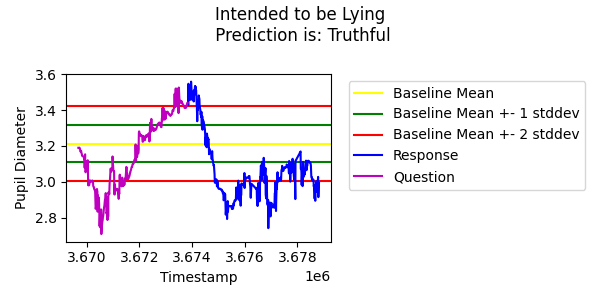 Intended to be Lying
Prediction is: Truthful
3.6
3.4
3.2
3.0
2.8
Pupil Diameter
3.670
3.672
3.674
3.676
3.678
1e6
Timestamp
Baseline Mean
Baseline Mean +- 1 stddev
Baseline Mean +- 2 stddev
Response
Question